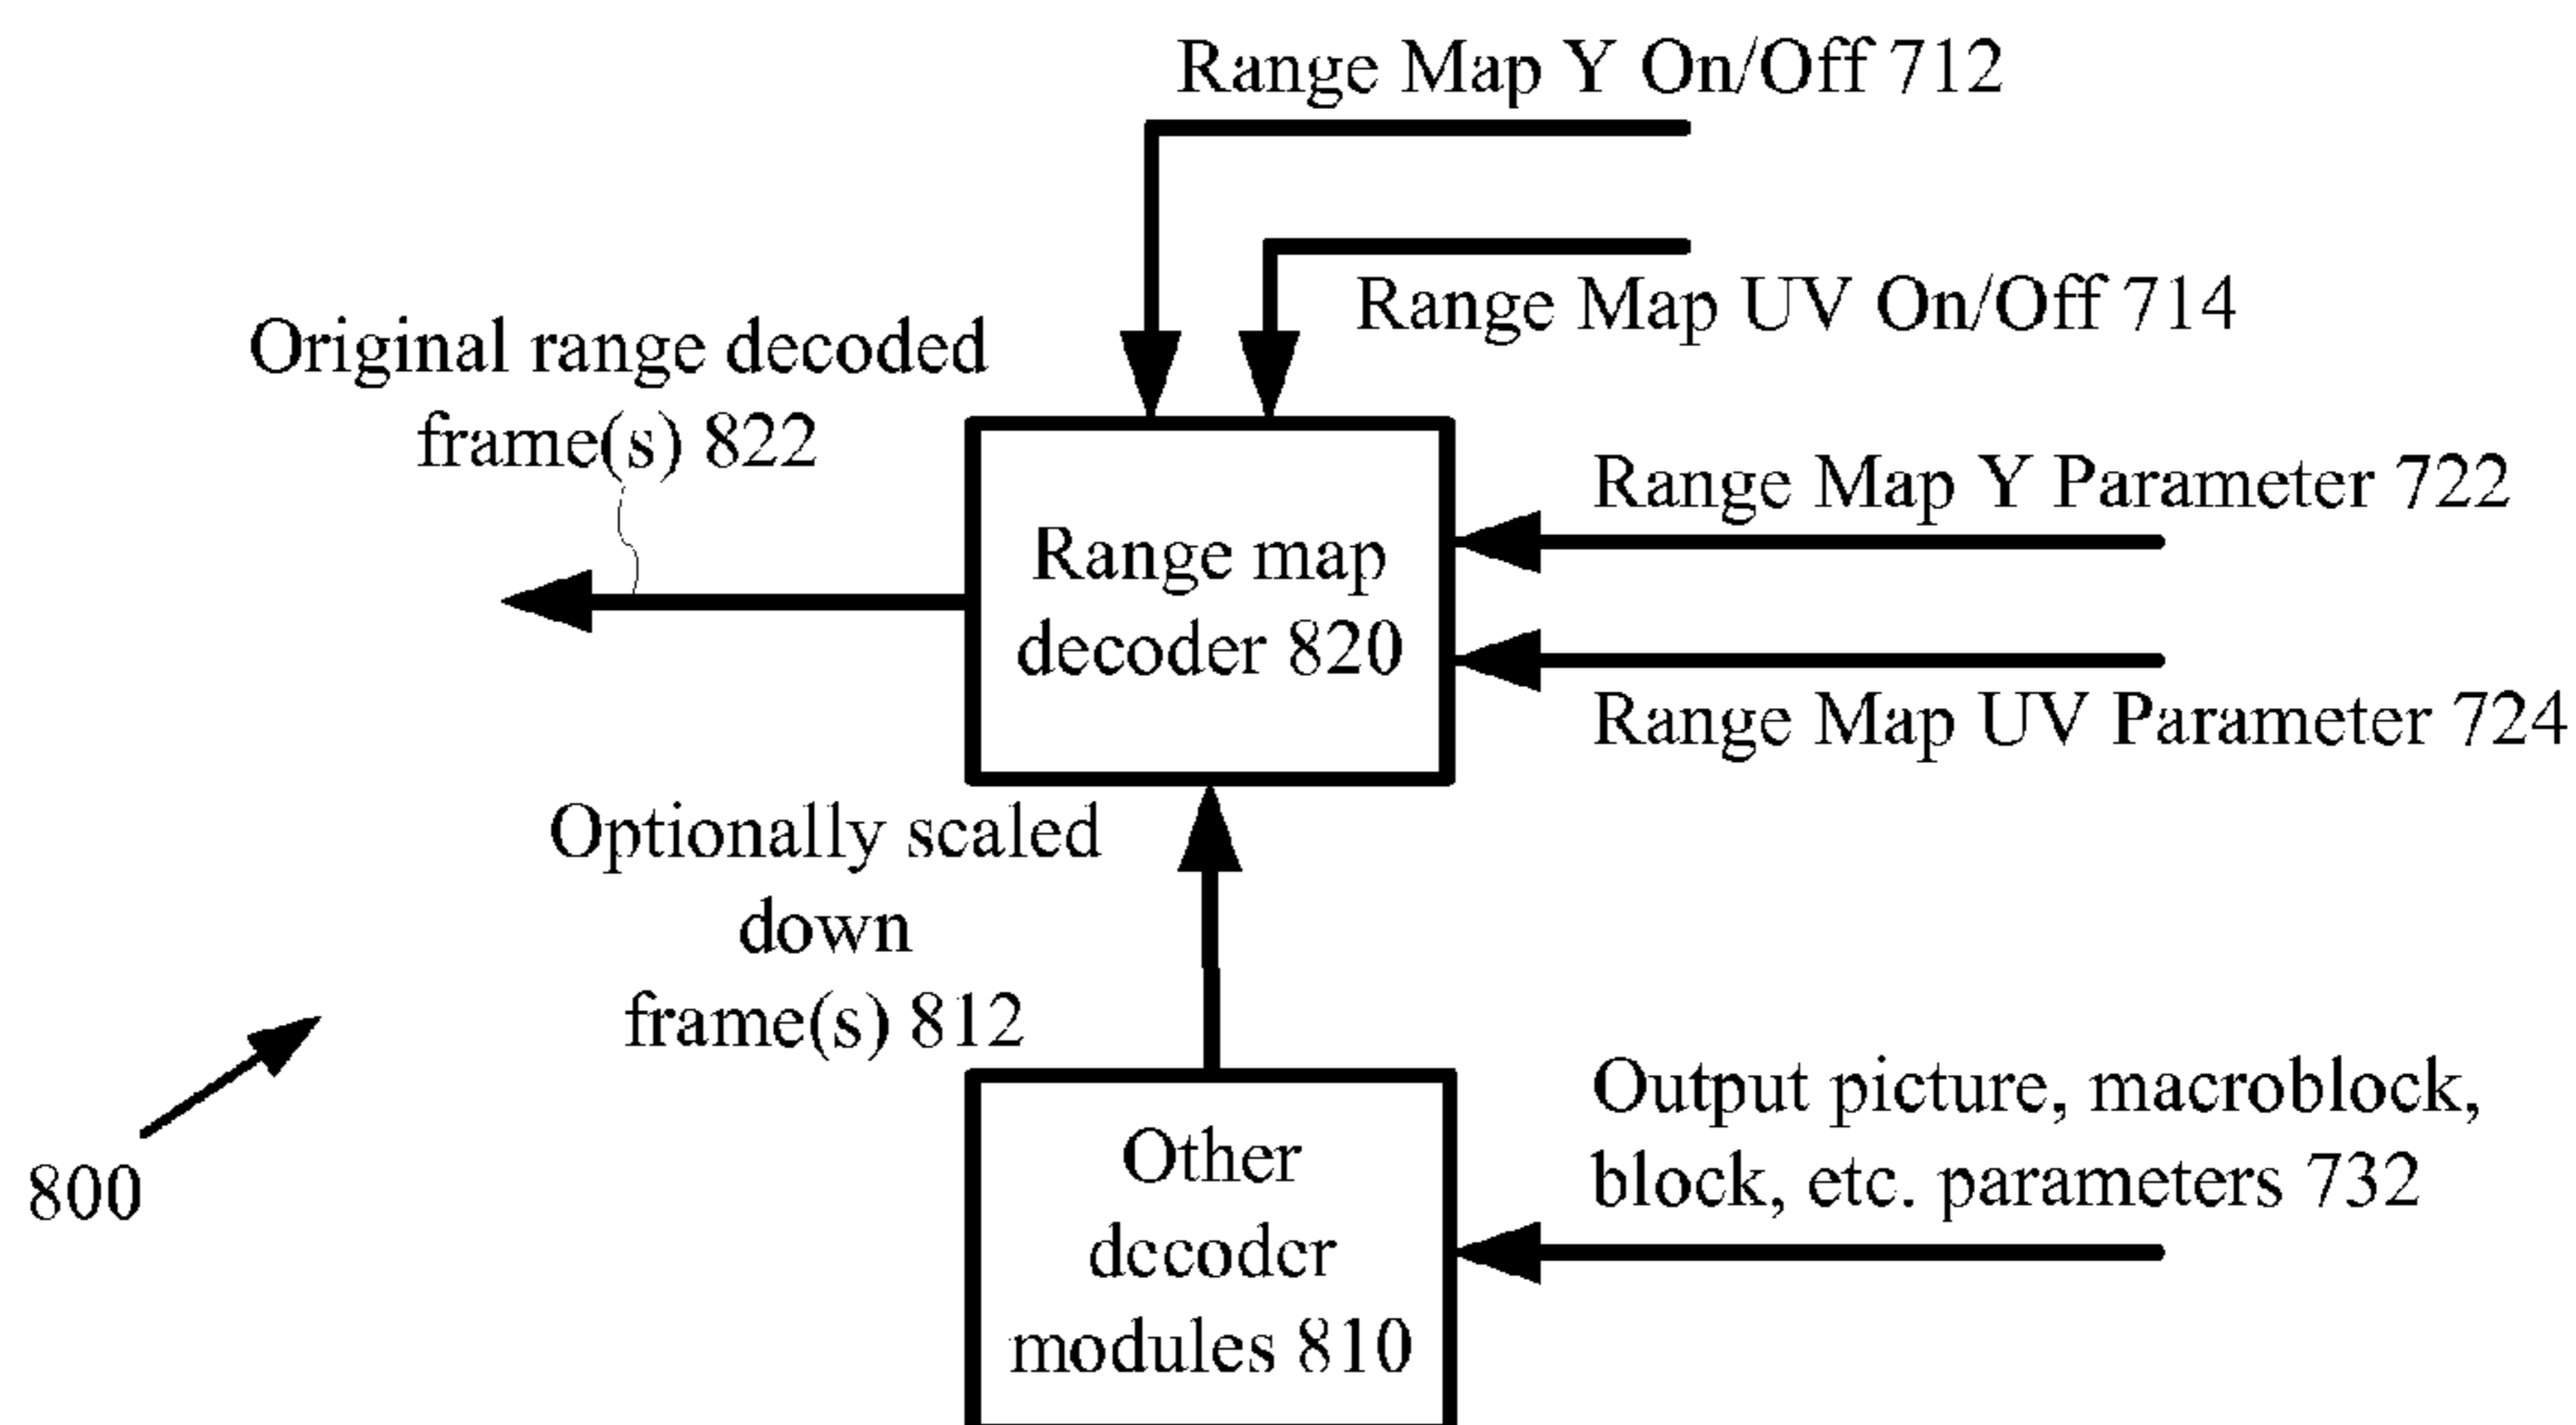 Range Map Y On/Off 712
Range Map UV On/Off 714
Original range decoded
frame(s) 822
Range Map Y Parameter 722
Range map
decoder 820
Range Map UV Parameter 724
Optionally scaled
down
frame(s) 812
Output picture, macroblock,
block, etc. parameters 732
Other
decoder
modules 810
800